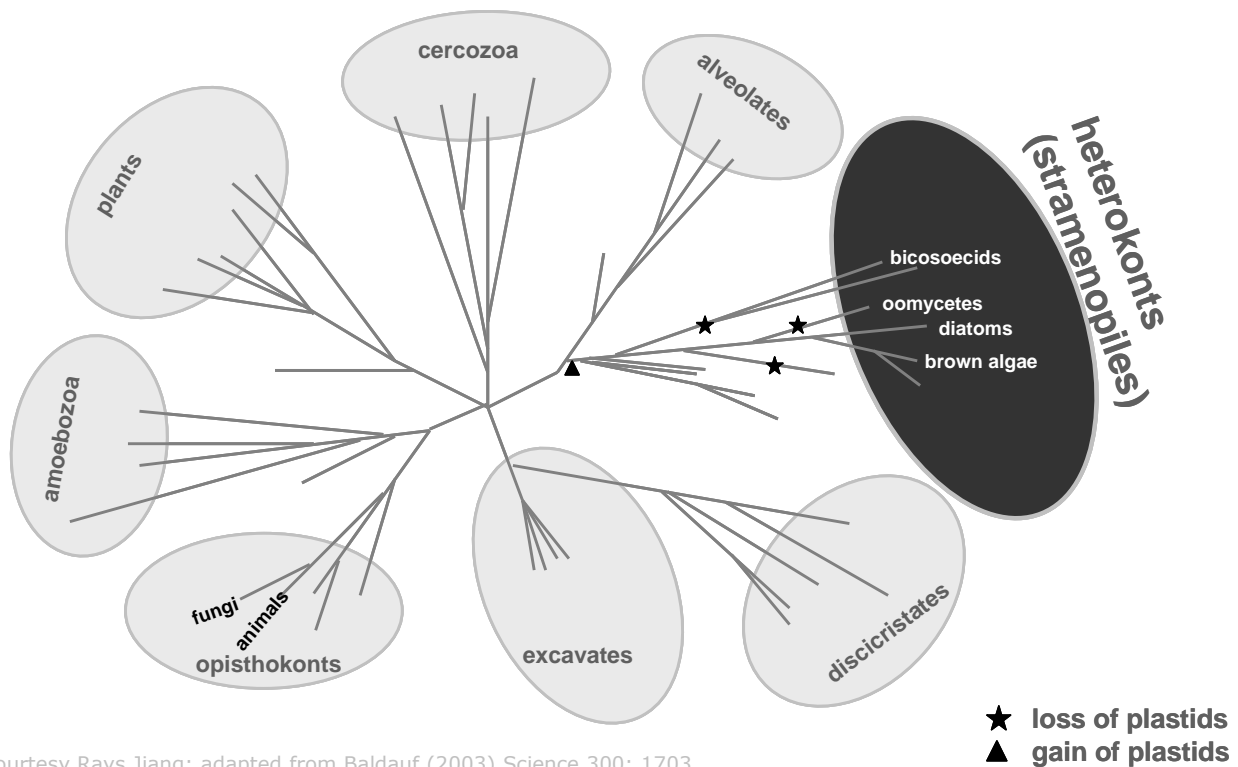 cercozoa
alveolates
plants
heterokonts
(stramenopiles)
bicosoecids
oomycetes
diatoms
brown algae
amoebozoa
fungi
animals
opisthokonts
excavates
discicristates
loss of plastids
gain of plastids
ourtesy Rays Jiang; adapted from Baldauf (2003) Science 300: 1703